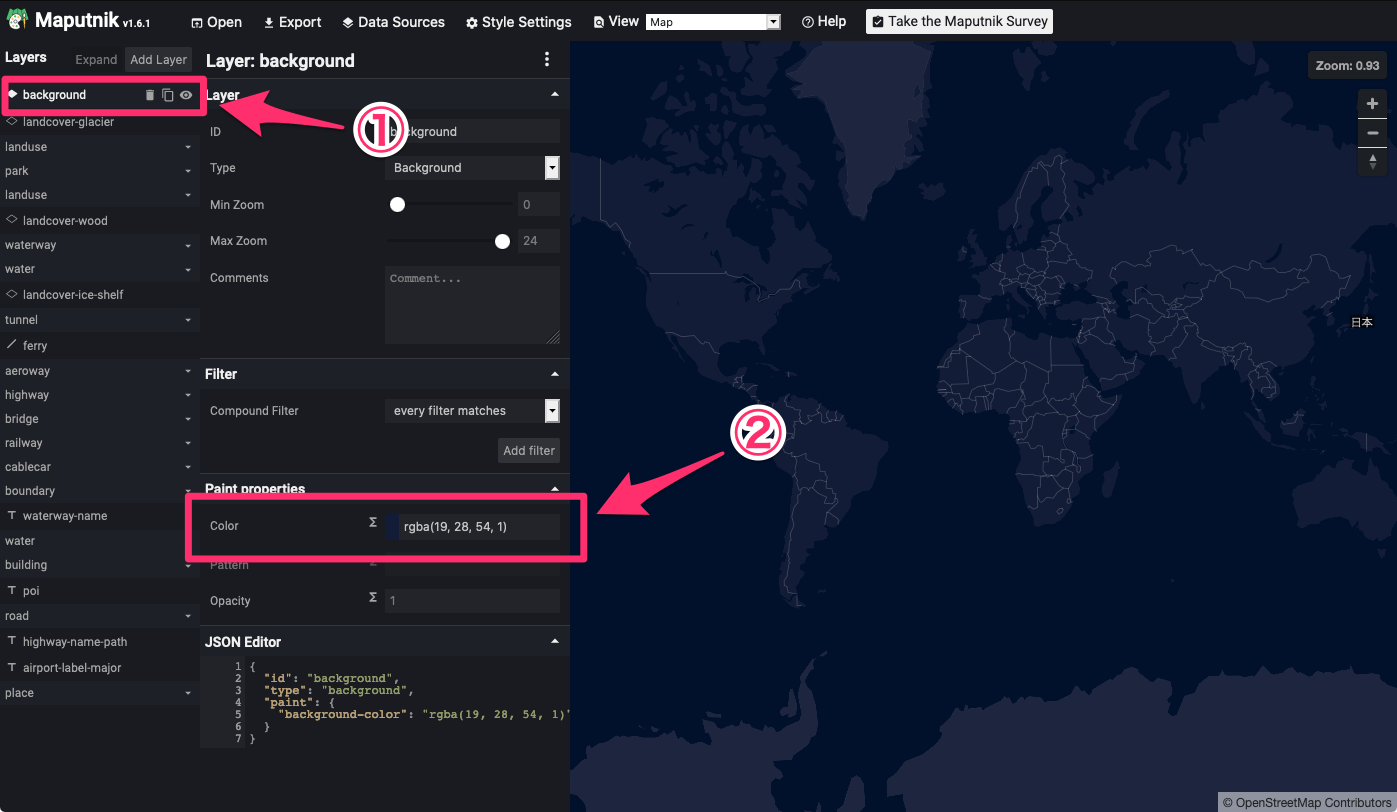 Maputnik v1.6.1
Open
Export
Data Sources
Style Settings
View
Map
Help
Take the Maputnik Survey
Layers
Expand
Add Layer
background
landcover-glacier
landuse
park
landuse
landcover-wood
waterway
water
landcover-ice-shelf
tunnel
ferry
aeroway
highway
bridge
railway
cablecar
boundary
waterway-name
water
building
poi
road
highway-name-path
airport-label-major
place
Layer: background
Layer
①
ID
background
Type
Background
Min Zoom
0
Max Zoom
24
Comments
Comment...
Filter
Compound Filter
every filter matches
Add filter
②
Paint properties
Color
Σ
rgba(19, 28, 54, 1)
Pattern
Σ
Opacity
Σ
1
JSON Editor
1 {
2 "id": "background",
3 "type": "background",
4 "paint": {
5 "background-color": "rgba(19, 28, 54, 1)"
6 }
7 }
Zoom: 0.93
日本
© OpenStreetMap Contributors